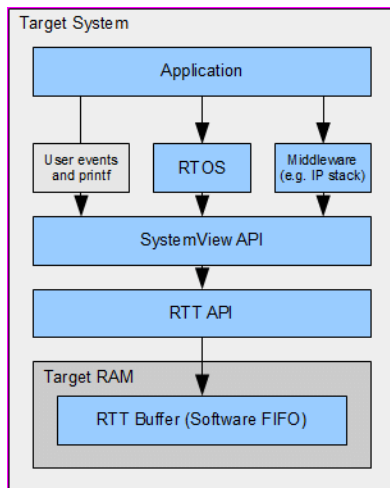 Target System
Application
User events
and printf
RTOS
Middleware
(e.g. IP stack)
SystemView API
RTT API
Target RAM
RTT Buffer (Software FIFO)